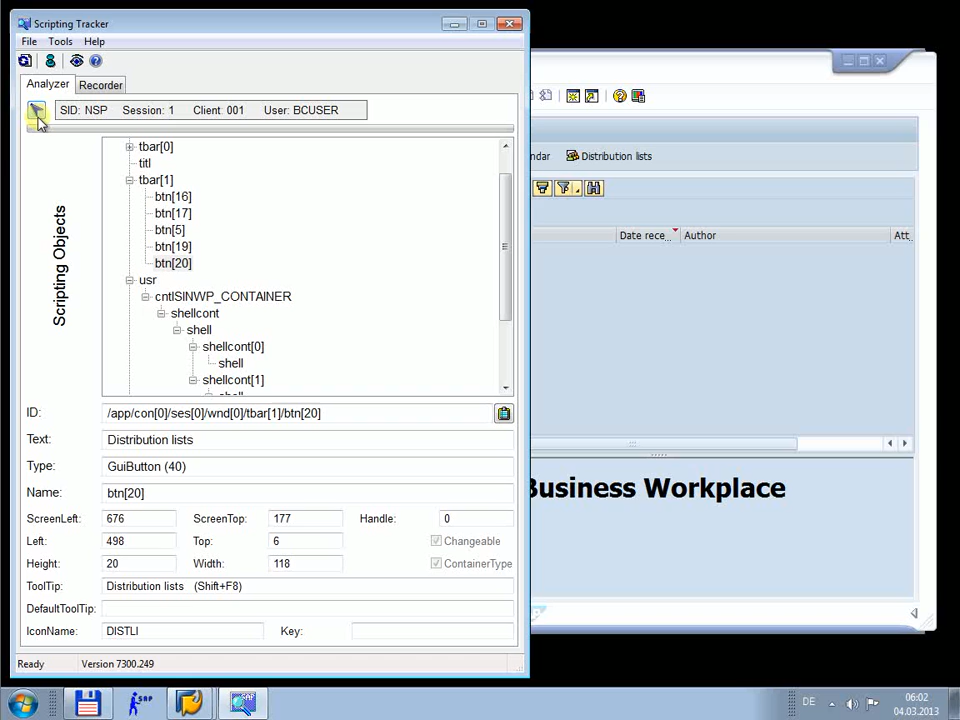 Scripting Tracker
File Tools Help
Analyzer Recorder
SID: NSP Session: 1 Client: 001 User: BCUSER
Scripting Objects
tbar[0]
titl
tbar[1]
btn[16]
btn[17]
btn[5]
btn[19]
btn[20]
usr
cntlSINWP_CONTAINER
shellcont
shell
shellcont[0]
shell
shellcont[1]
ID: /app/con[0]/ses[0]/wnd[0]/tbar[1]/btn[20]
Text: Distribution lists
Type: GuiButton (40)
Name: btn[20]
ScreenLeft: 676 ScreenTop: 177 Handle: 0
Left: 498 Top: 6 Changeable
Height: 20 Width: 118 ContainerType
ToolTip: Distribution lists (Shift+F8)
DefaultToolTip:
IconName: DISTLI Key:
Ready Version 7300.249
ndar Distribution lists
Date rece... Author Att.
Business Workplace
SAP
DE 06:02
04.03.2013